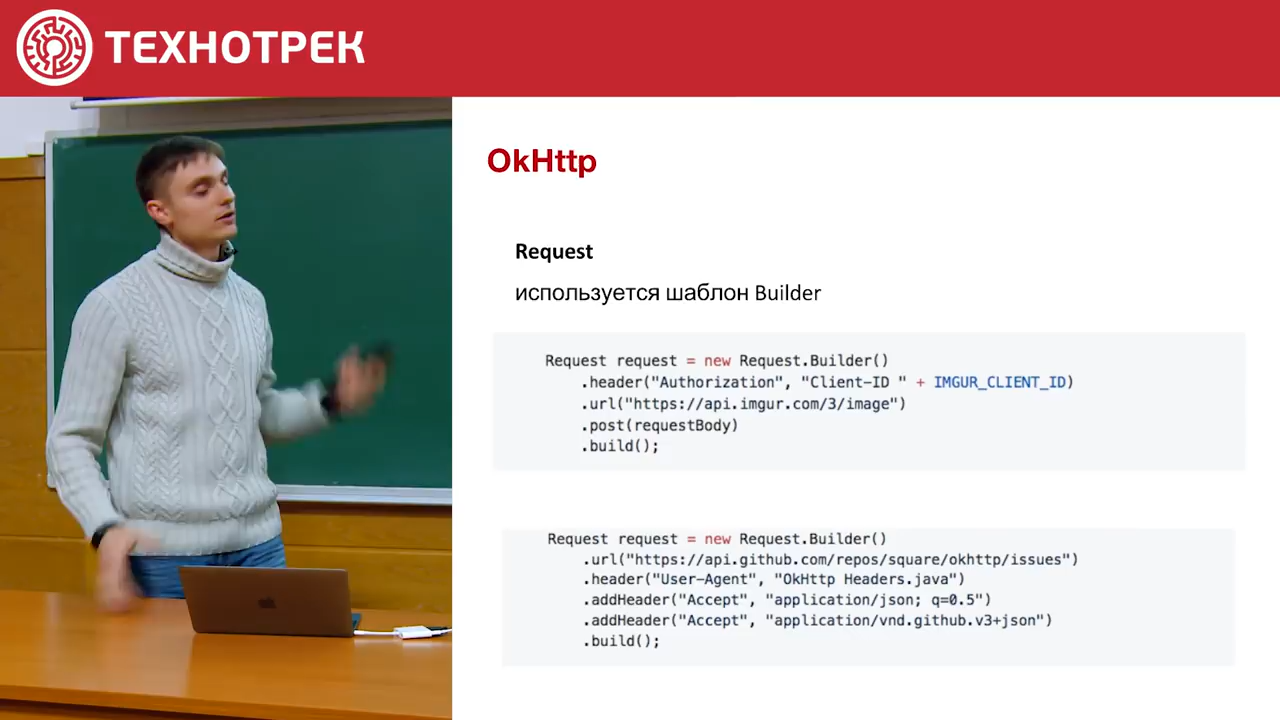 ТЕХНОТРЕК
OkHttp
Request
используется шаблон Builder
Request request = new Request.Builder()
.header("Authorization", "Client-ID " + IMGUR_CLIENT_ID)
.url("https://api.imgur.com/3/image")
.post(requestBody)
.build();
Request request = new Request.Builder()
.url("https://api.github.com/repos/square/okhttp/issues")
.header("User-Agent", "OkHttp Headers.java")
.addHeader("Accept", "application/json; q=0.5")
.addHeader("Accept", "application/vnd.github.v3+json")
.build();